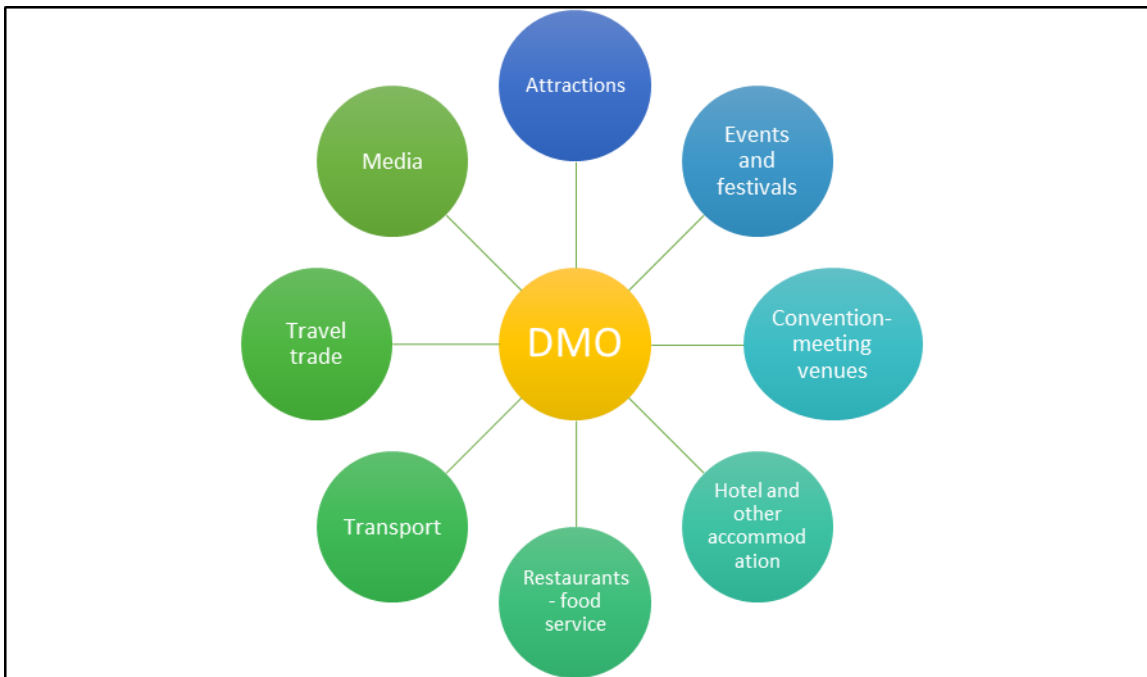 Attractions
Events
and
festivals
Convention-
meeting
venues
Hotel and
other
accommod
ation
Restaurants
- food
service
Transport
Travel
trade
Media
DMO